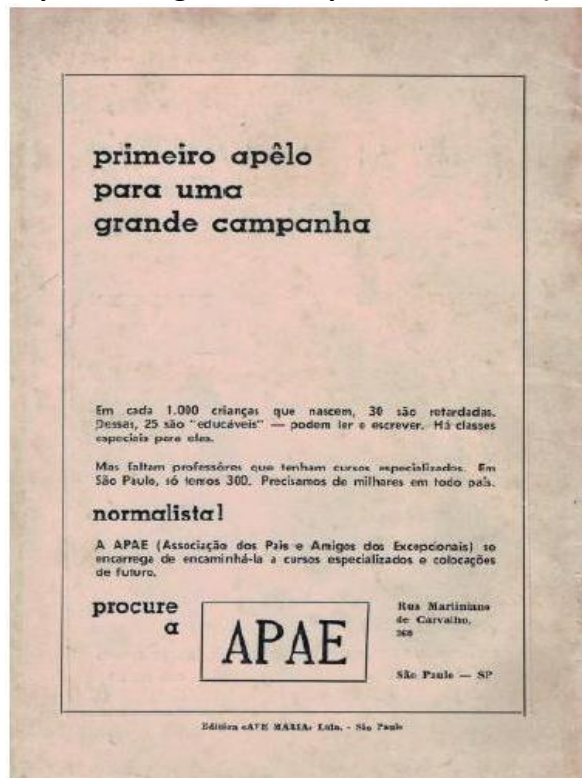 primeiro apêlo
para uma
grande campanha
Em cada 1.000 crianças que nascem, 30 são retardadas.
Dessas, 25 são "educáveis" — podem ler e escrever. Há classes
especiais para elas.
Mas faltam professôres que tenham cursos especializados. Em
São Paulo, só temos 300. Precisamos de milhares em todo país.
normalista!
A APAE (Associação dos Pais e Amigos dos Excepcionais) se
encarrega de encaminhá-la a cursos especializados e colocações
de futuro.
procure
a
APAE
Rua Martiniano
de Carvalho,
São Paulo — SP
Editôra «AVE MARIA» Ltda. - São Paulo